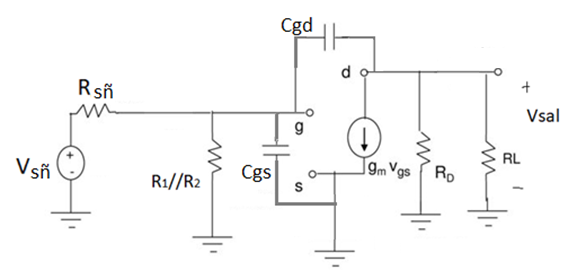 Cgd
d
+
Rsñ
Vsal
g
Vsñ
+
-
R1//R2
Cgs
s
gm vgs
RD
RL
-